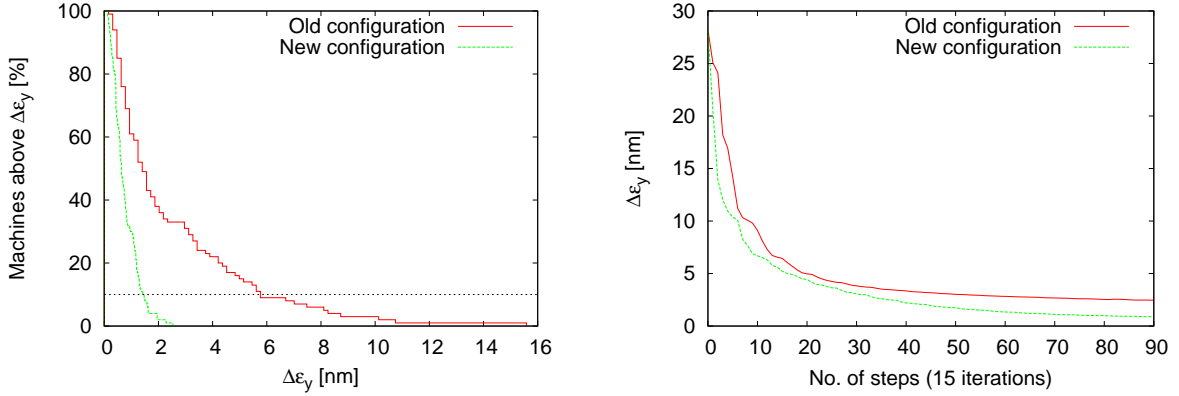 Machines above Δε_y [%]
100
80
60
40
20
0
Old configuration
New configuration
0 2 4 6 8 10 12 14 16
Δε_y [nm]
Δε_y [nm]
30
25
20
15
10
5
0
Old configuration
New configuration
0 10 20 30 40 50 60 70 80 90
No. of steps (15 iterations)